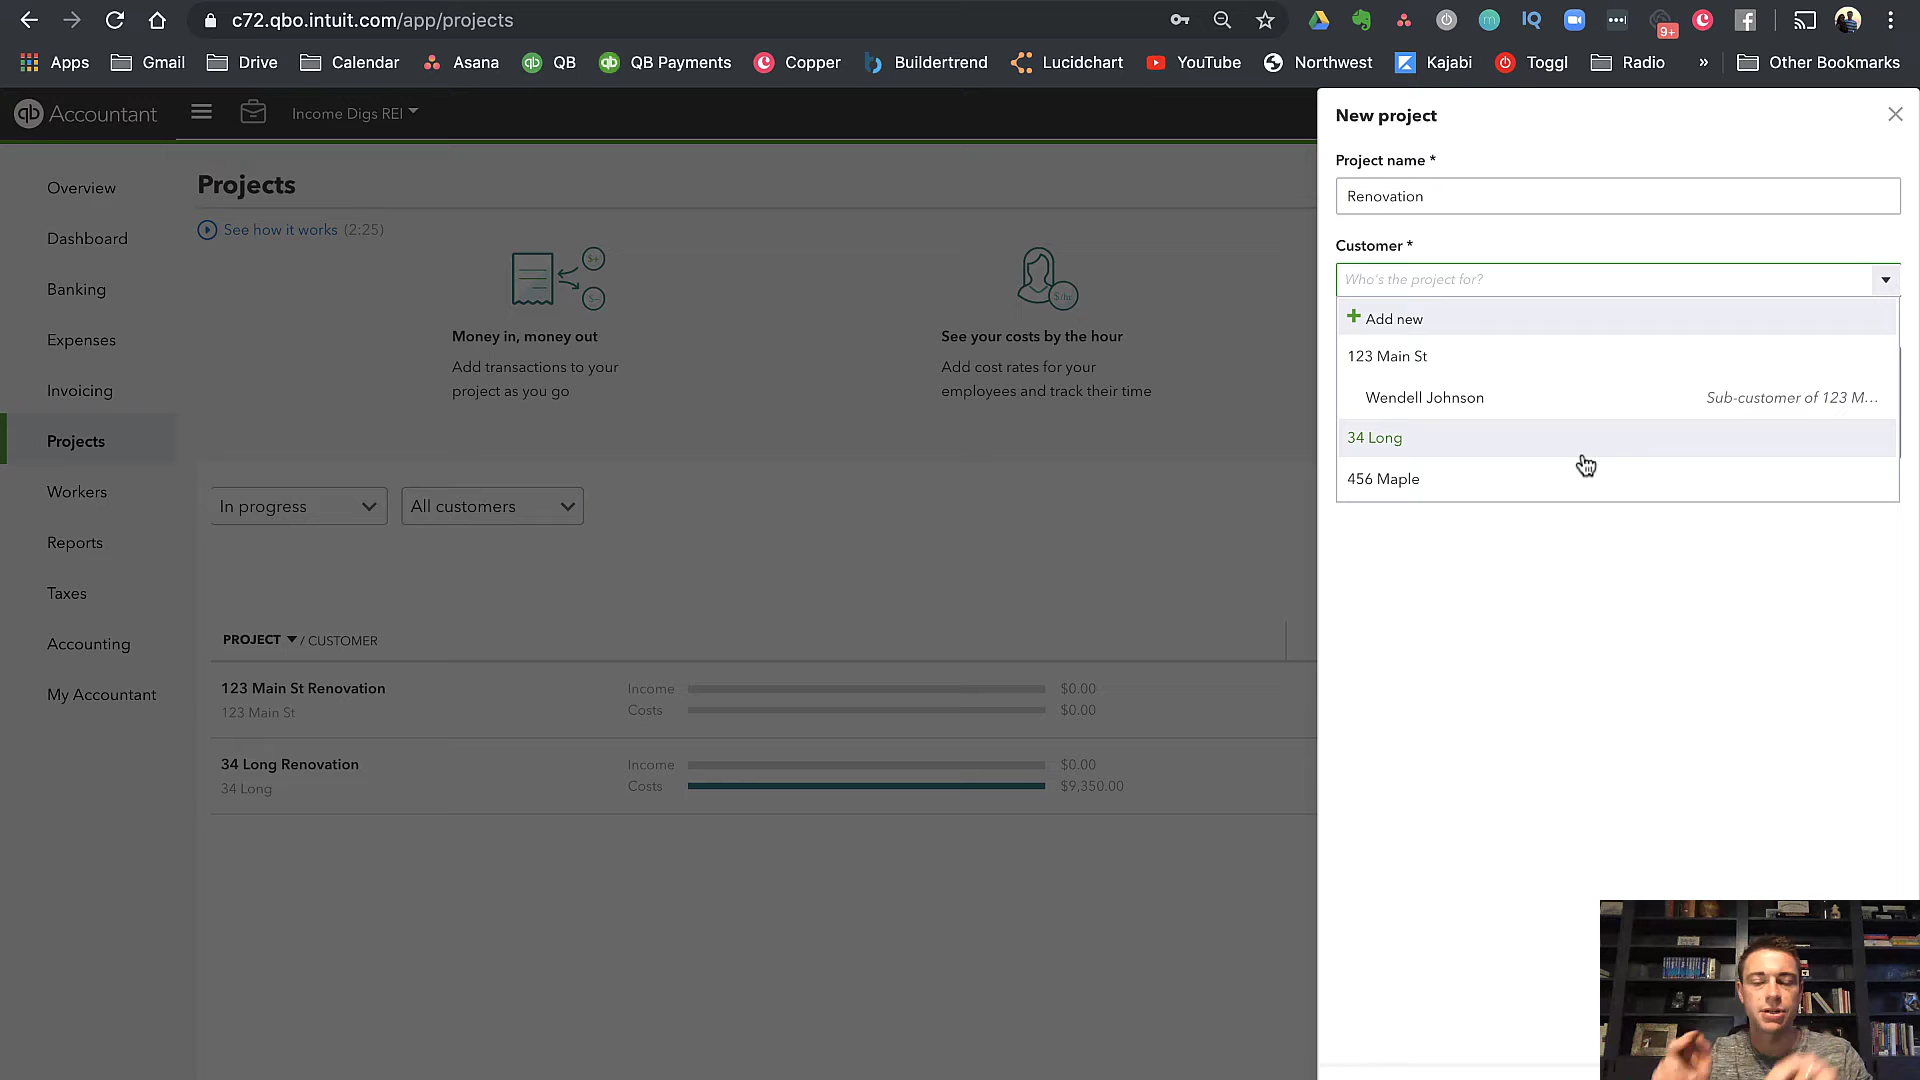 c72.qbo.intuit.com/app/projects
9+
Apps Gmail Drive Calendar Asana QB QB Payments Copper Buildertrend Lucidchart YouTube Northwest Kajabi Toggl Radio » Other Bookmarks
qb Accountant
Income Digs REI
Overview
Dashboard
Banking
Expenses
Invoicing
Projects
Workers
Reports
Taxes
Accounting
My Accountant
Projects
See how it works (2:25)
Money in, money out
Add transactions to your
project as you go
See your costs by the hour
Add cost rates for your
employees and track their time
In progress
All customers
PROJECT / CUSTOMER
123 Main St Renovation
123 Main St
Income $0.00
Costs $0.00
34 Long Renovation
34 Long
Income $0.00
Costs $9,350.00
New project
Project name *
Renovation
Customer *
Who's the project for?
+ Add new
123 Main St
Wendell Johnson Sub-customer of 123 M...
34 Long
456 Maple